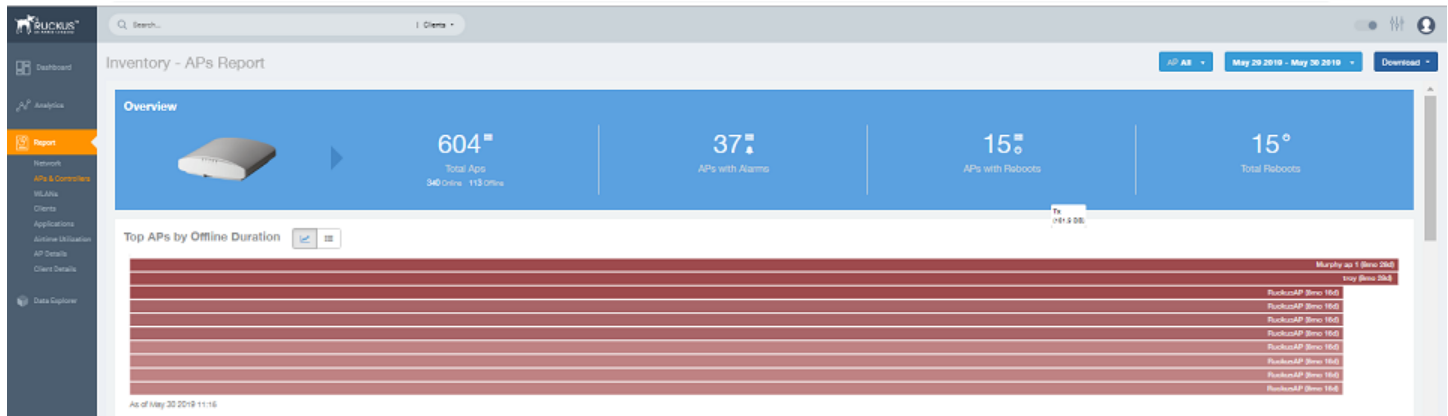 RUCKUS™
Search...
Clients
Dashboard
Inventory - APs Report
AP All
May 29 2019 - May 30 2019
Download
Analytics
Overview
Report
604
37
15
15
Total Aps
APs with Alarms
APs with Reboots
Total Reboots
340 Online 113 Offline
Network
APs & Controllers
WLANs
Clients
Applications
Airtime Utilization
AP Details
Client Details
Data Explorer
Tx
Top APs by Offline Duration
Murphy ap 1
troy
RuckusAP
RuckusAP
RuckusAP
RuckusAP
RuckusAP
RuckusAP
RuckusAP
RuckusAP
As of May 30 2019 11:16